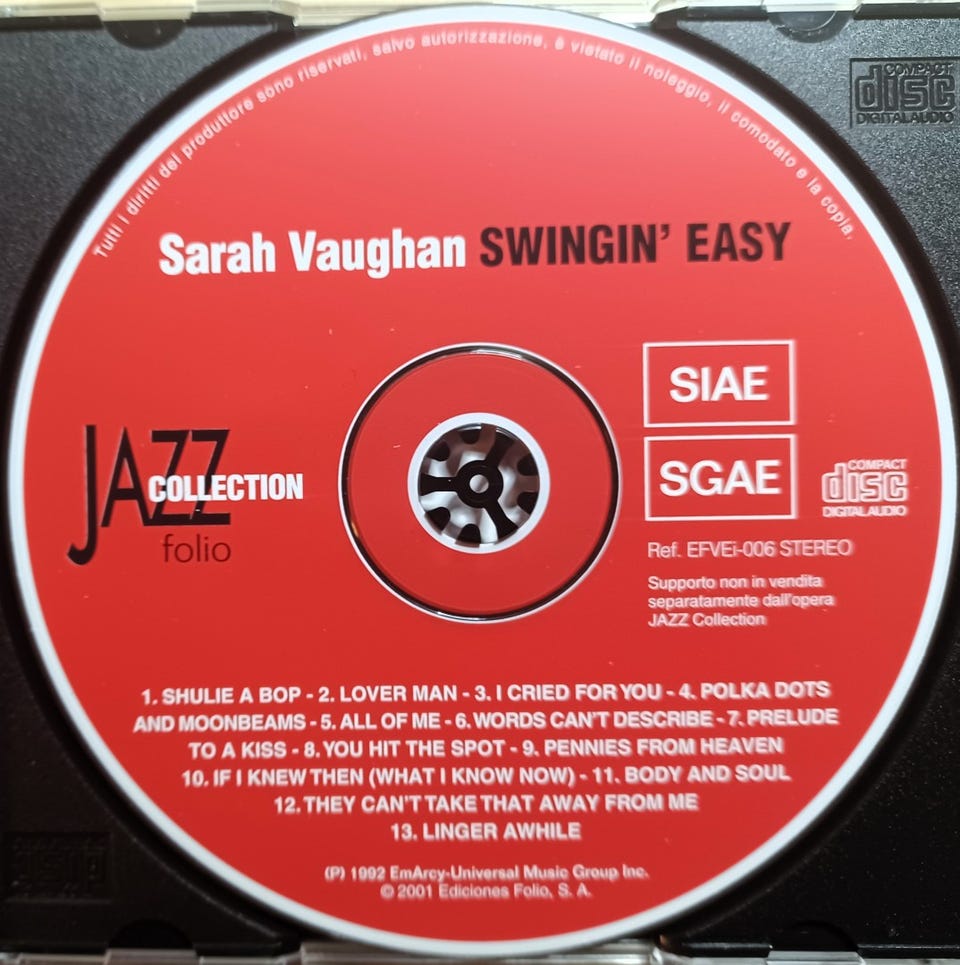 Tutti i diritti del produttore sono riservati, salvo autorizzazione, è vietato il noleggio, il comodato e la copia.
COMPACT
disc
DIGITAL AUDIO
Sarah Vaughan SWINGIN' EASY
SIAE
SGAE
JAZZ
COLLECTION
folio
COMPACT
disc
DIGITAL AUDIO
Ref. EFVEi-006 STEREO
Supporto non in vendita
separatamente dall'opera
JAZZ Collection
1. SHULIE A BOP - 2. LOVER MAN - 3. I CRIED FOR YOU - 4. POLKA DOTS
AND MOONBEAMS - 5. ALL OF ME - 6. WORDS CAN'T DESCRIBE - 7. PRELUDE
TO A KISS - 8. YOU HIT THE SPOT - 9. PENNIES FROM HEAVEN
10. IF I KNEW THEN (WHAT I KNOW NOW) - 11. BODY AND SOUL
12. THEY CAN'T TAKE THAT AWAY FROM ME
13. LINGER AWHILE
(P) 1992 EmArcy-Universal Music Group Inc.
© 2001 Ediciones Folio, S. A.